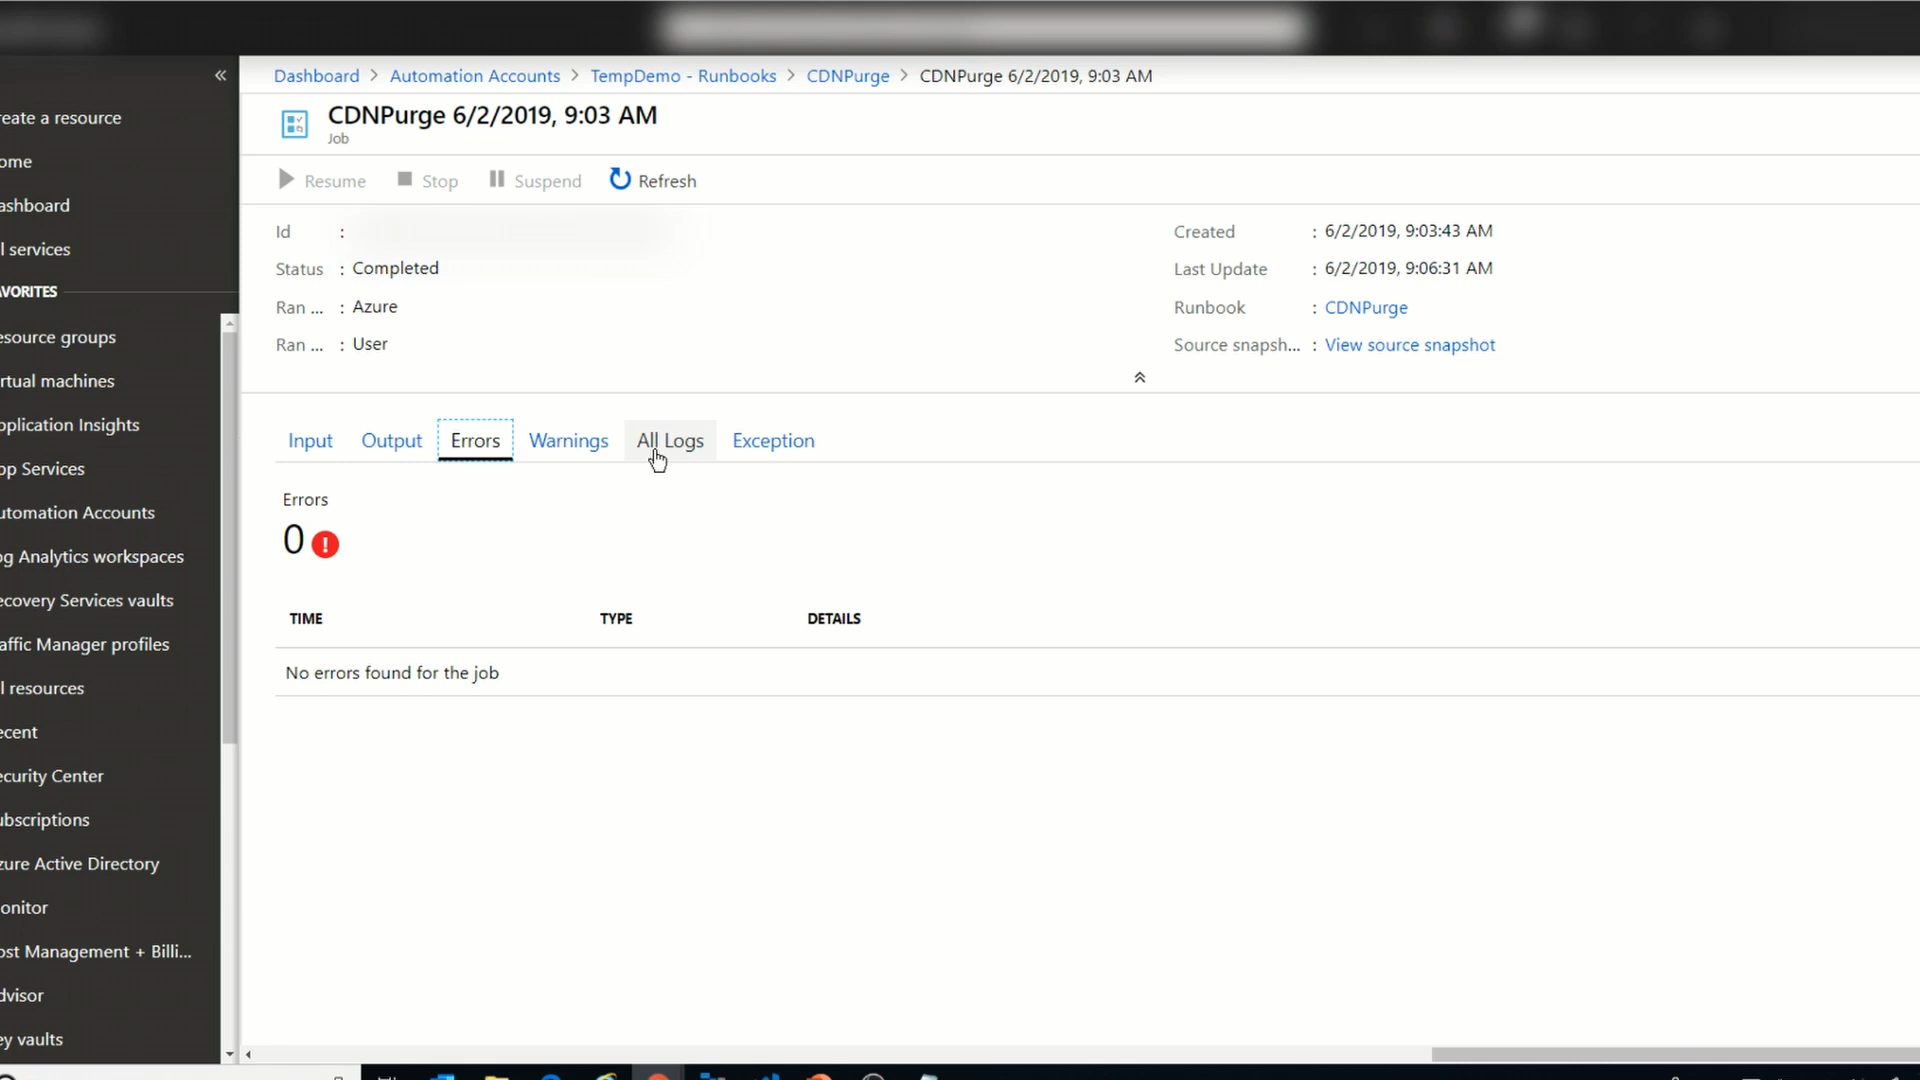 Dashboard > Automation Accounts > TempDemo - Runbooks > CDNPurge > CDNPurge 6/2/2019, 9:03 AM
CDNPurge 6/2/2019, 9:03 AM
Job
Resume Stop Suspend Refresh
Id :
Status : Completed
Ran ... : Azure
Ran ... : User
Created : 6/2/2019, 9:03:43 AM
Last Update : 6/2/2019, 9:06:31 AM
Runbook : CDNPurge
Source snapsh... : View source snapshot
Input Output Errors Warnings All Logs Exception
Errors
0
TIME TYPE DETAILS
No errors found for the job
reate a resource
ome
ashboard
l services
AVORITES
esource groups
rtual machines
pplication Insights
pp Services
utomation Accounts
og Analytics workspaces
ecovery Services vaults
affic Manager profiles
l resources
ecent
ecurity Center
ubscriptions
zure Active Directory
onitor
ost Management + Billi...
dvisor
ey vaults